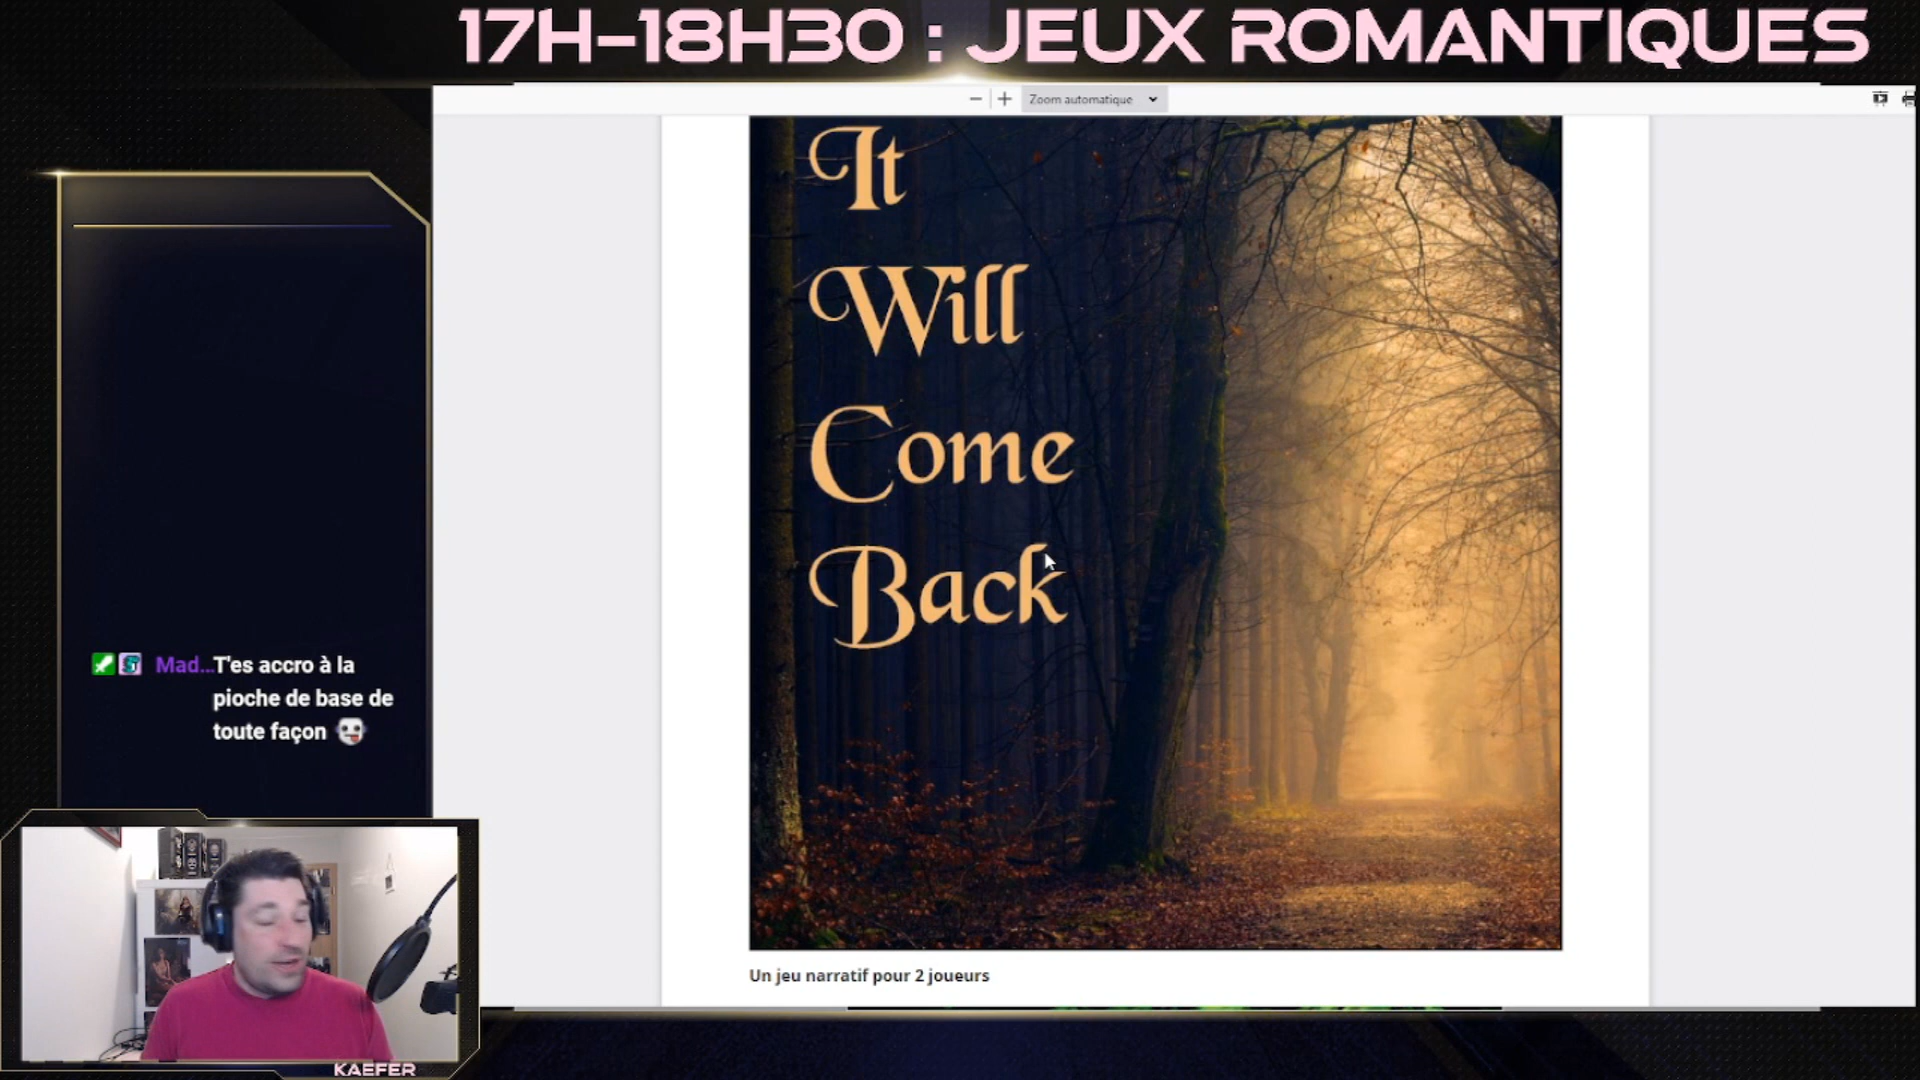 17H-18H30 : JEUX ROMANTIQUES
Zoom automatique
It
Will
Come
Back
Mad...T'es accro à la
pioche de base de
toute façon
Un jeu narratif pour 2 joueurs
KAEFER